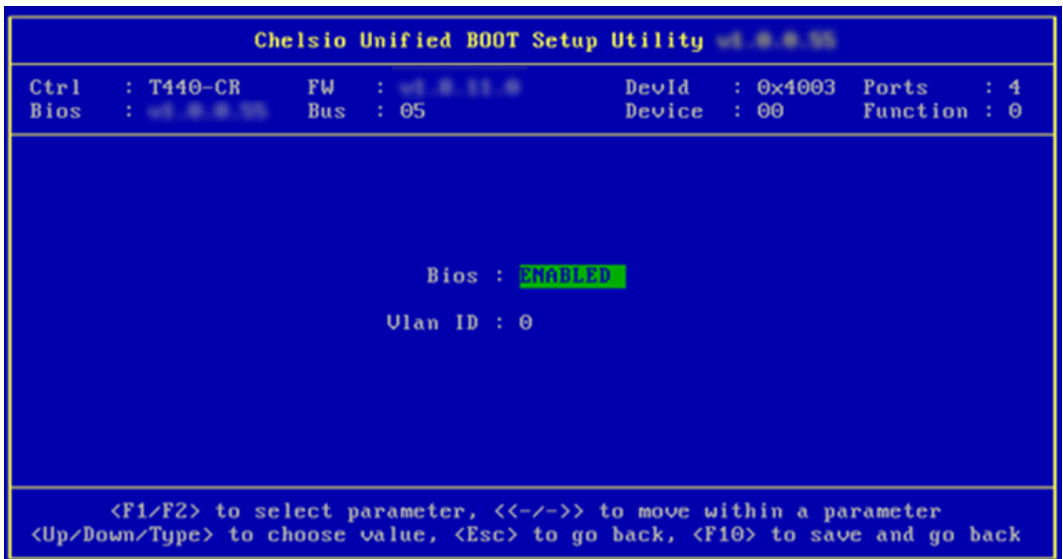 Chelsio Unified BOOT Setup Utility
Ctrl : T440-CR FW : DevId : 0x4003 Ports : 4
Bios : Bus : 05 Device : 00 Function : 0
Bios : ENABLED
Vlan ID : 0
<F1/F2> to select parameter, <<-/->> to move within a parameter
<Up/Down/Type> to choose value, <Esc> to go back, <F10> to save and go back